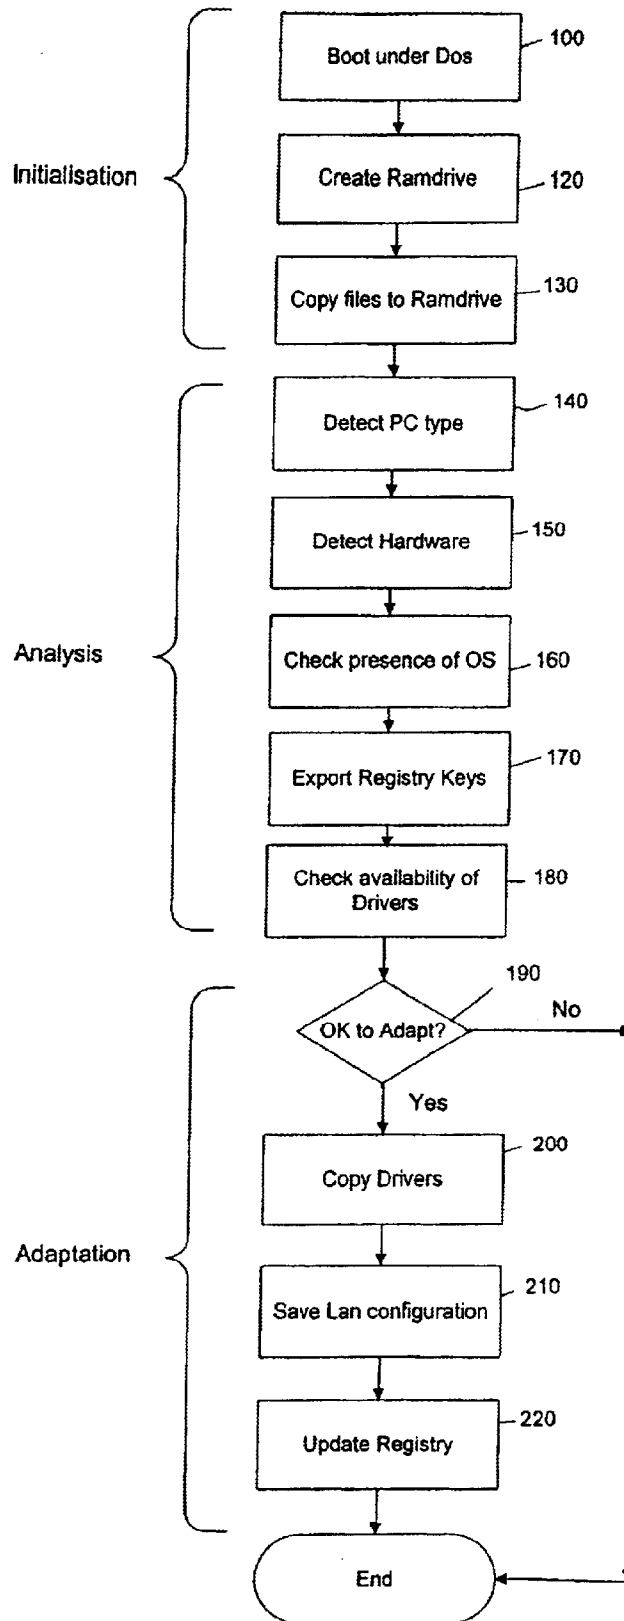 Boot under Dos
100
Initialisation
Create Ramdrive
120
Copy files to Ramdrive
130
Detect PC type
140
Detect Hardware
150
Analysis
Check presence of OS
160
Export Registry Keys
170
Check availability of
Drivers
180
190
OK to Adapt?
No
Yes
Copy Drivers
200
Adaptation
Save Lan configuration
210
Update Registry
220
End